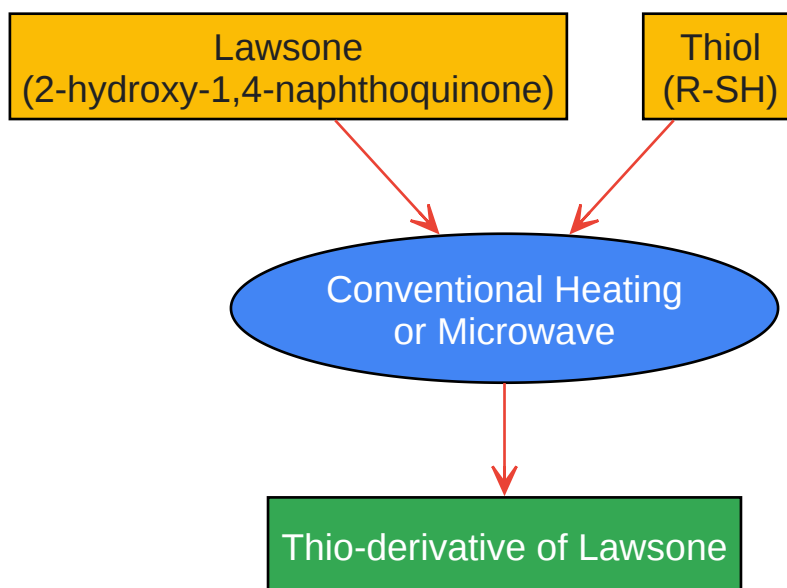 Lawsone
(2-hydroxy-1,4-naphthoquinone)
Thiol
(R-SH)
Conventional Heating
or Microwave
Thio-derivative of Lawsone